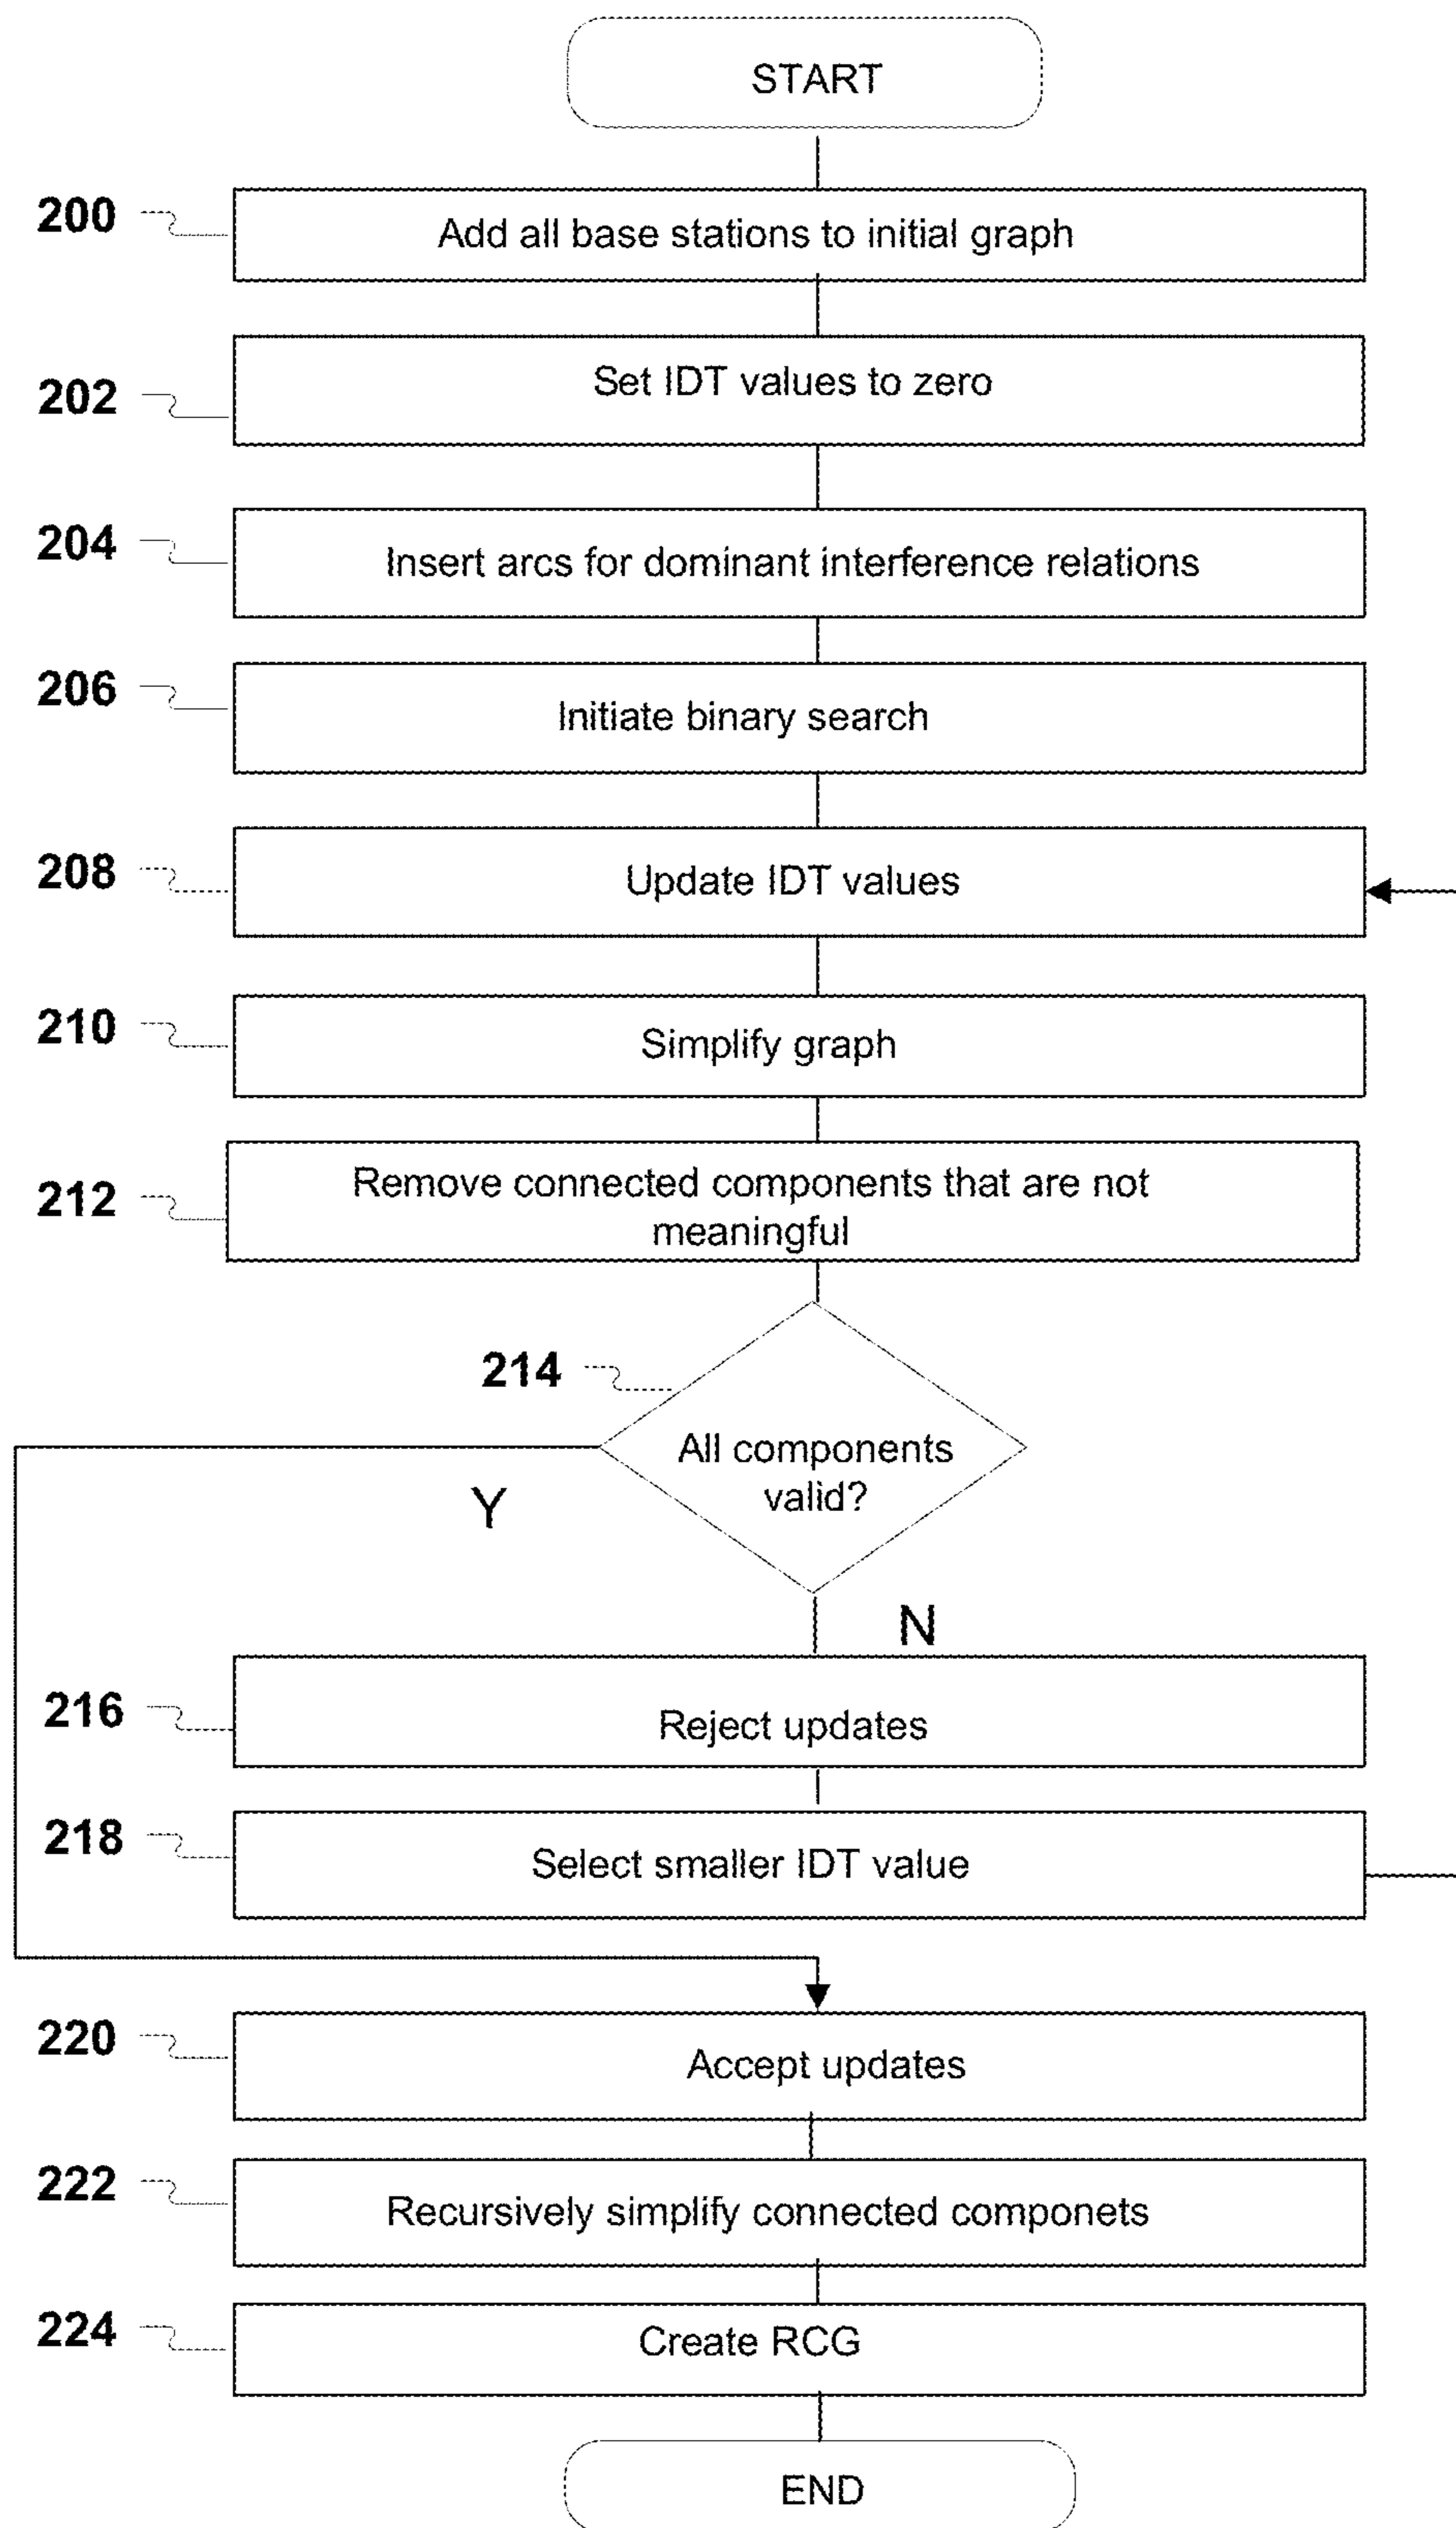 START
200
Add all base stations to initial graph
202
Set IDT values to zero
204
Insert arcs for dominant interference relations
206
Initiate binary search
208
Update IDT values
210
Simplify graph
212
Remove connected components that are not
meaningful
214
All components
valid?
Y
N
216
Reject updates
218
Select smaller IDT value
220
Accept updates
222
Recursively simplify connected componets
224
Create RCG
END